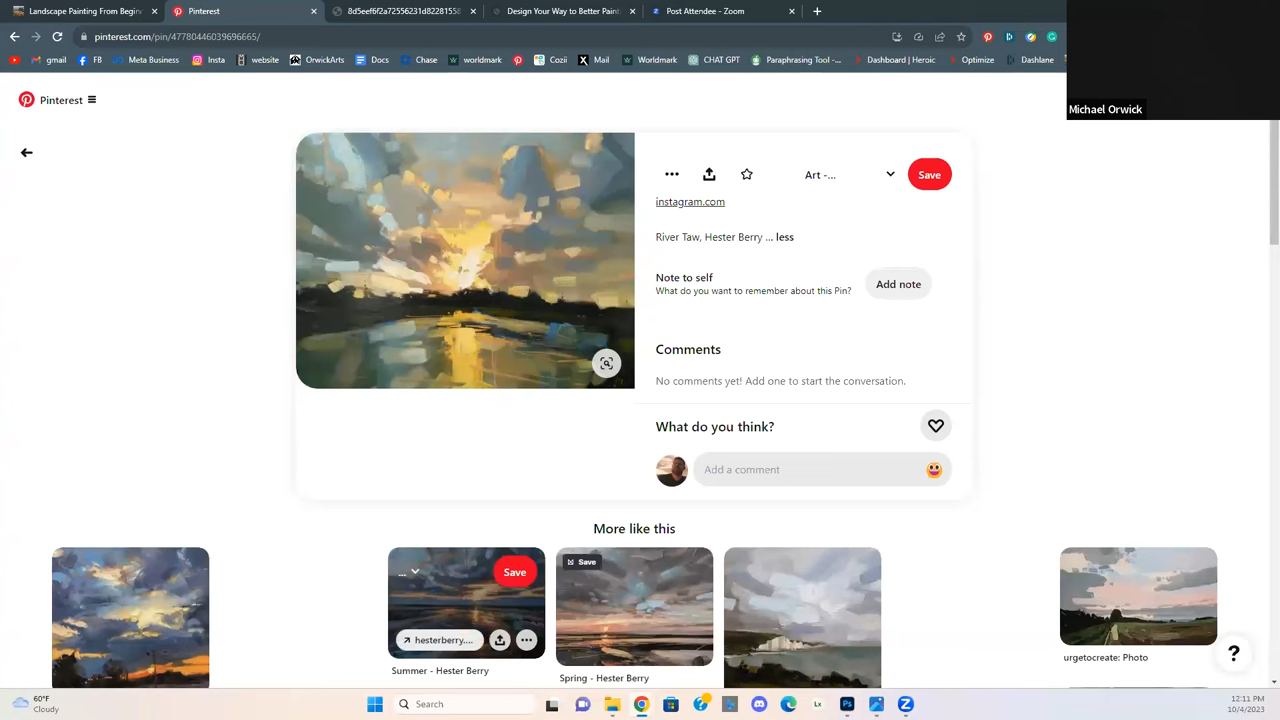 Landscape Painting From Beginn
Pinterest
8d5eef6f2a72556231d8228155
Design Your Way to Better Painti
Post Attendee - Zoom
pinterest.com/pin/47780446039696665/
gmail
FB
Meta Business
Insta
website
OrwickArts
Docs
Chase
worldmark
Cozii
Mail
Worldmark
CHAT GPT
Paraphrasing Tool -...
Dashboard | Heroic
Optimize
Dashlane
Michael Orwick
Pinterest
Art -...
Save
instagram.com
River Taw, Hester Berry ... less
Note to self
What do you want to remember about this Pin?
Add note
Comments
No comments yet! Add one to start the conversation.
What do you think?
Add a comment
More like this
... Save
Save
hesterberry....
Summer - Hester Berry
Spring - Hester Berry
urgetocreate: Photo
?
60°F
Cloudy
Search
Lx
12:11 PM
10/4/2023